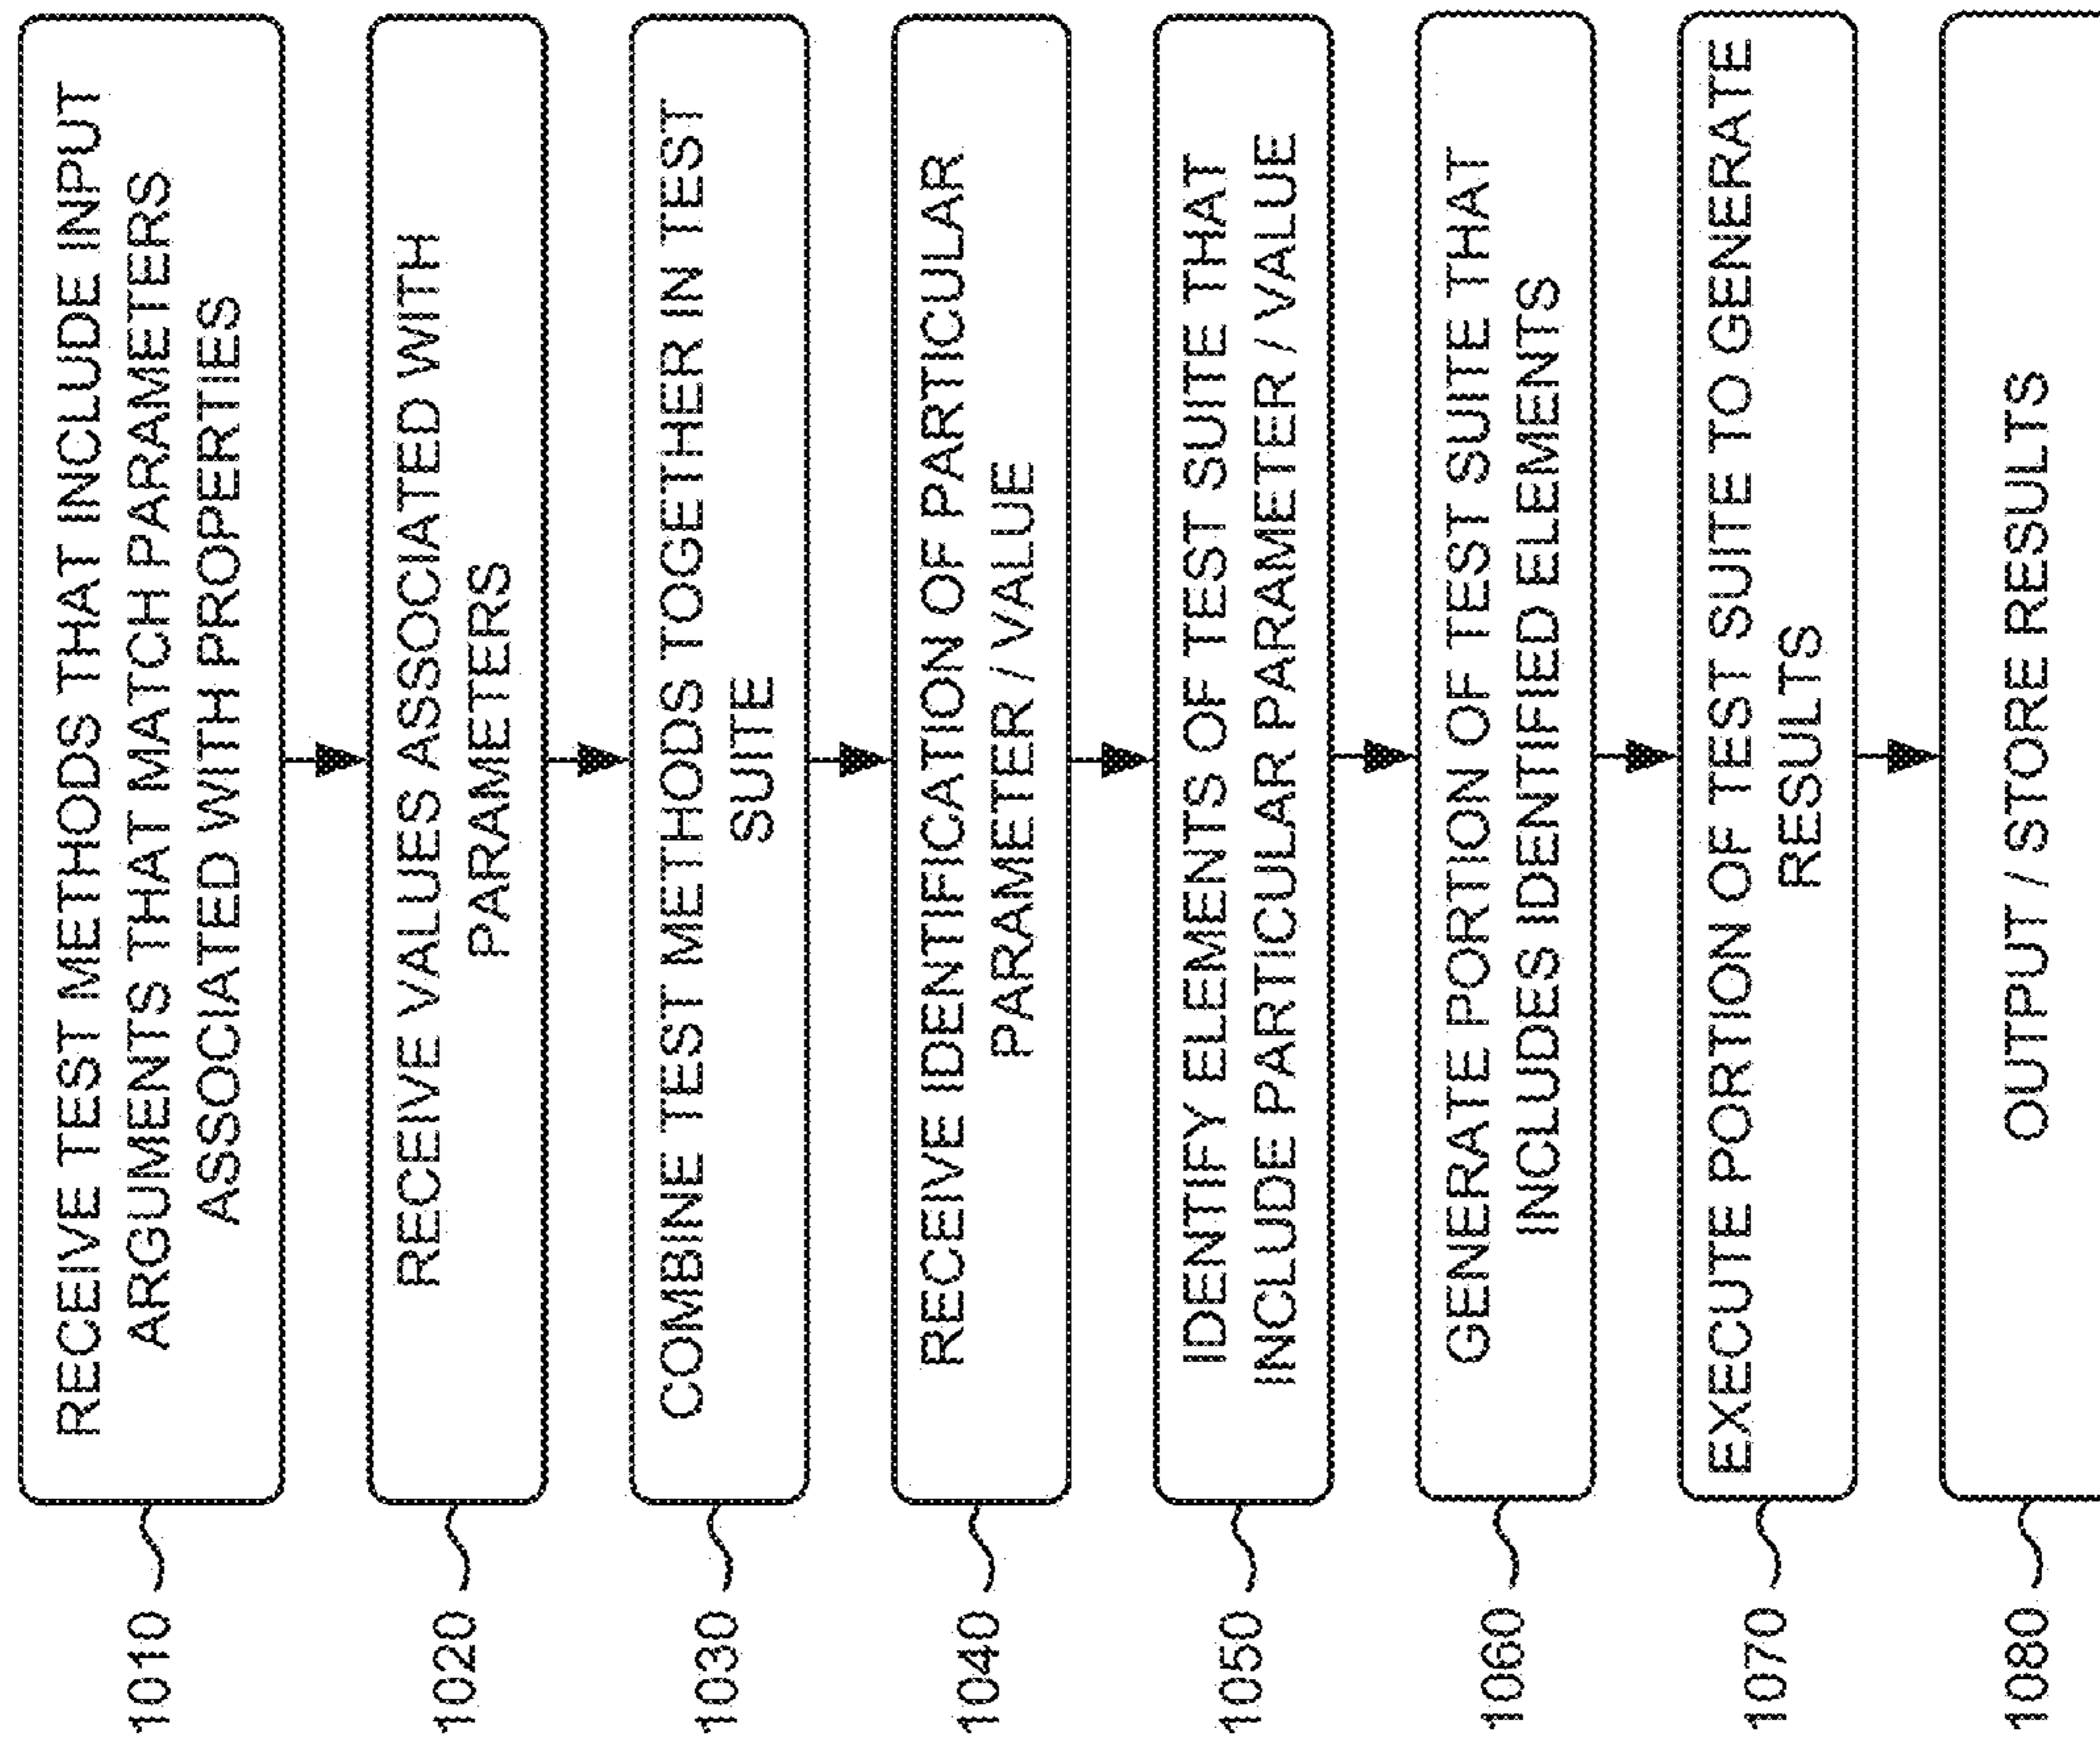 1010
RECEIVE TEST METHODS THAT INCLUDE INPUT
ARGUMENTS THAT MATCH PARAMETERS
ASSOCIATED WITH PROPERTIES
1020
RECEIVE VALUES ASSOCIATED WITH
PARAMETERS
1030
COMBINE TEST METHODS TOGETHER IN TEST
SUITE
1040
RECEIVE IDENTIFICATION OF PARTICULAR
PARAMETER / VALUE
1050
IDENTIFY ELEMENTS OF TEST SUITE THAT
INCLUDE PARTICULAR PARAMETER / VALUE
1060
GENERATE PORTION OF TEST SUITE THAT
INCLUDES IDENTIFIED ELEMENTS
1070
EXECUTE PORTION OF TEST SUITE TO GENERATE
RESULTS
1080
OUTPUT / STORE RESULTS